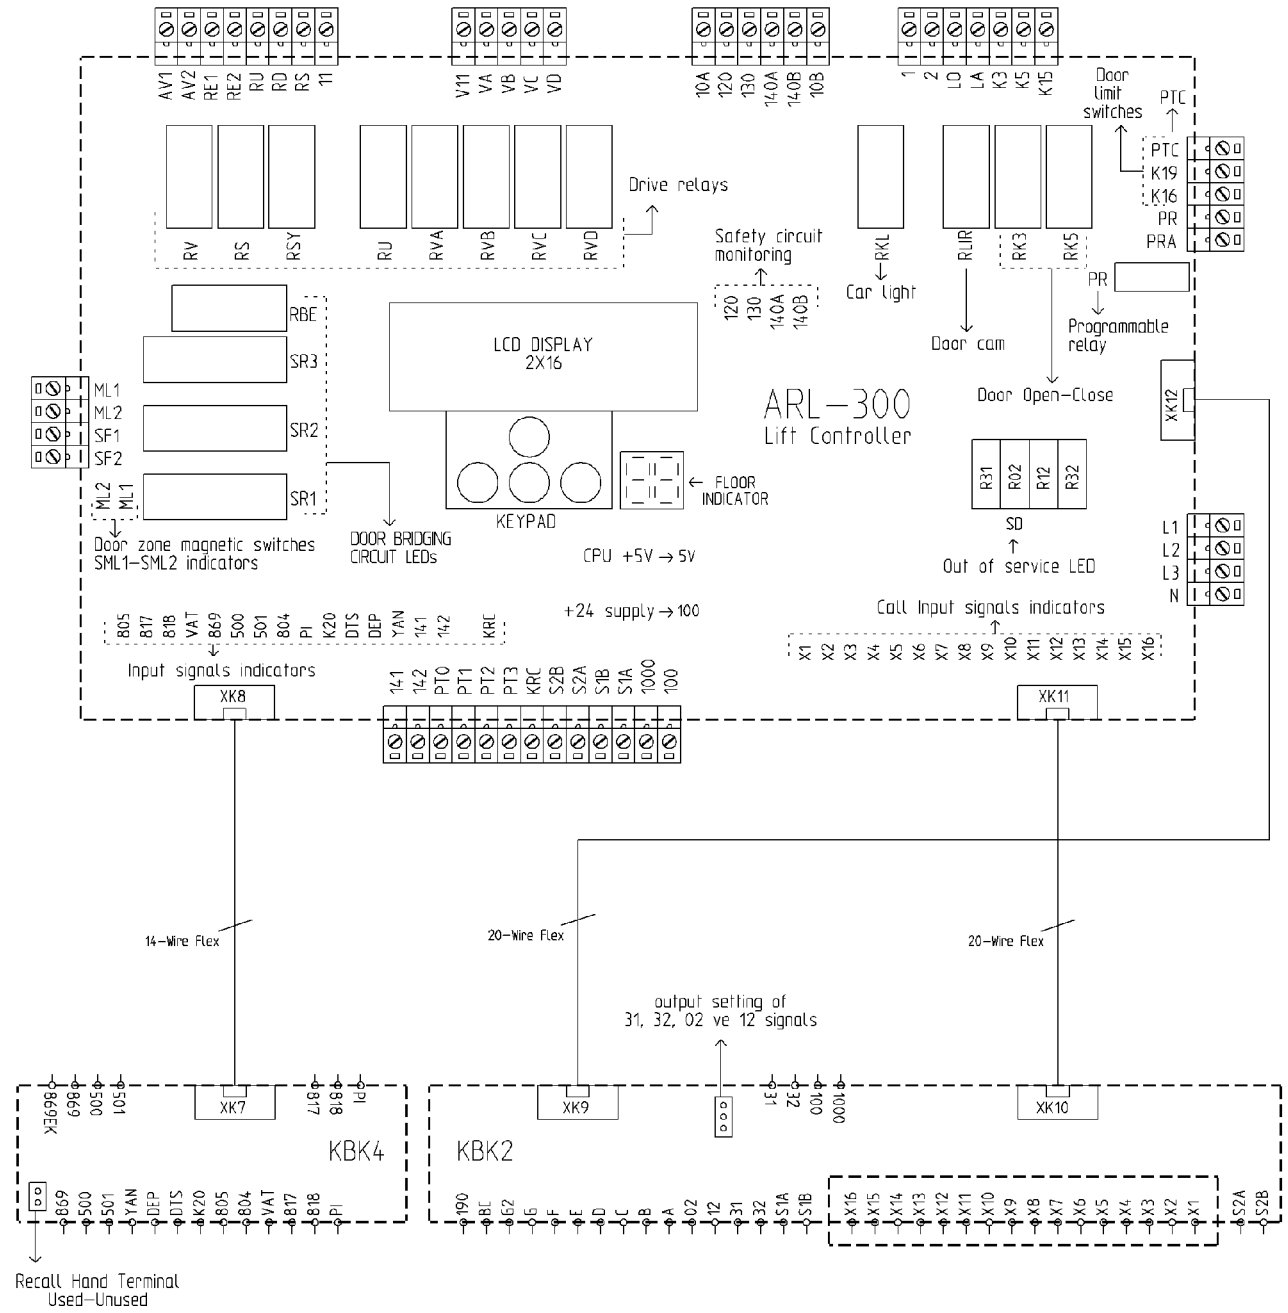 AV1 AV2 RE1 RE2 RU RD RS 11
V11 VA VB VC VD
10A 120 130 140A 140B 10B
1 2 LD LA K3 K5 K15
Door
limit
switches
PTC
PTC
K19
K16
PR
PRA
RV RS RSY
RU RVA RVB RVC RVD
Drive relays
Safety circuit
monitoring
120 130 140A 140B
RKL
Car light
RLIR
Door cam
RK3 RK5
Door Open-Close
PR
Programmable
relay
RBE
SR3
SR2
SR1
LCD DISPLAY
2X16
ARL-300
Lift Controller
XK12
ML1
ML2
SF1
SF2
ML2 ML1
Door zone magnetic switches
SML1-SML2 indicators
DOOR BRIDGING
CIRCUIT LEDs
KEYPAD
FLOOR
INDICATOR
CPU +5V → 5V
+24 supply → 100
R31 R02 R12 R32
SD
Out of service LED
L1
L2
L3
N
Call Input signals indicators
X1 X2 X3 X4 X5 X6 X7 X8 X9 X10 X11 X12 X13 X14 X15 X16
805 817 818 VAT 869 500 501 804 PI K20 DTS DEP YAN 141 142 KRC
Input signals indicators
XK8
141 142 PTO PT1 PT2 PT3 KRC S2B S2A S1B S1A 1000 100
XK11
14-Wire Flex
20-Wire Flex
20-Wire Flex
output setting of
31, 32, 02 ve 12 signals
869EK 869 500 501
XK7
817 818 PI
KBK4
869 500 501 YAN DEP DTS K20 805 804 VAT 817 818 PI
Recall Hand Terminal
Used-Unused
XK9
31 32 100 1000
XK10
KBK2
190 BC G2 G F E D C B A 02 12 31 32 S1A S1B
X16 X15 X14 X13 X12 X11 X10 X9 X8 X7 X6 X5 X4 X3 X2 X1
S2A S2B